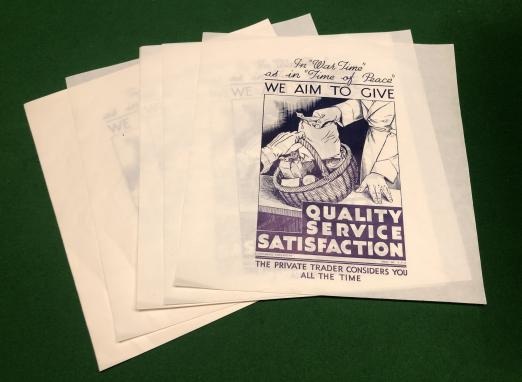 In "War Time"
as in "Time of Peace"
WE AIM TO GIVE
QUALITY
SERVICE
SATISFACTION
THE PRIVATE TRADER CONSIDERS YOU
ALL THE TIME